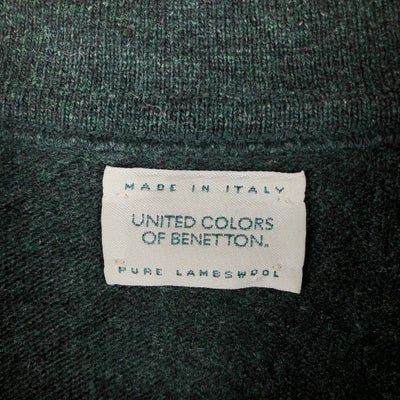 MADE IN ITALY
UNITED COLORS
OF BENETTON.
PURE LAMBSWOOL